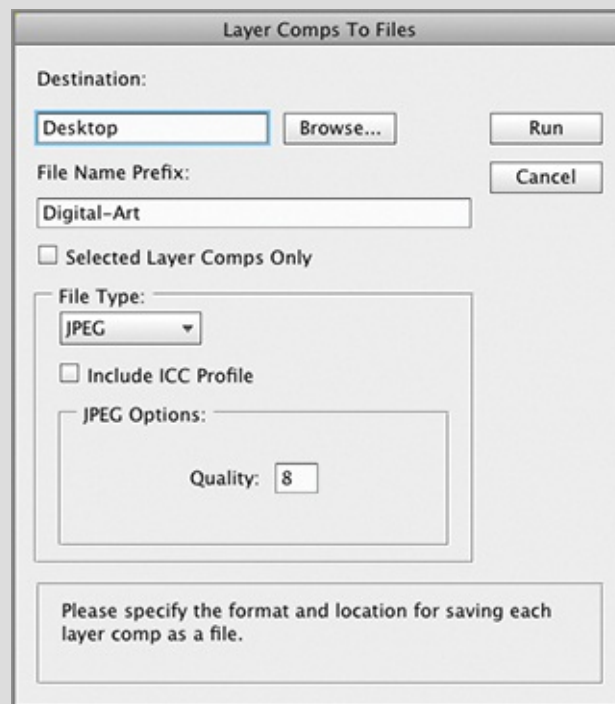 Layer Comps To Files
Destination:
Desktop
Browse...
Run
File Name Prefix:
Cancel
Digital-Art
Selected Layer Comps Only
File Type:
JPEG
Include ICC Profile
JPEG Options:
Quality: 8
Please specify the format and location for saving each
layer comp as a file.